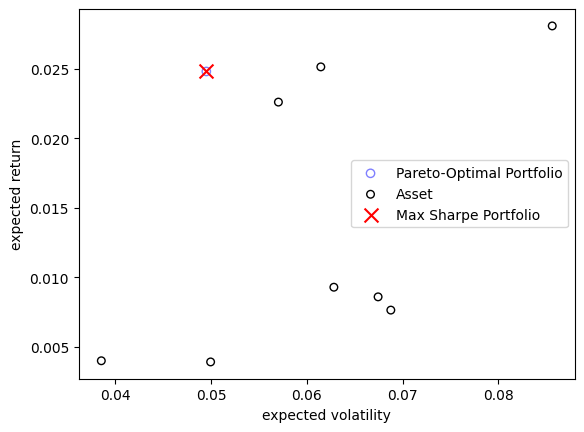 0.025
0.020
0.015
0.010
0.005
expected return
Pareto-Optimal Portfolio
Asset
Max Sharpe Portfolio
0.04 0.05 0.06 0.07 0.08
expected volatility